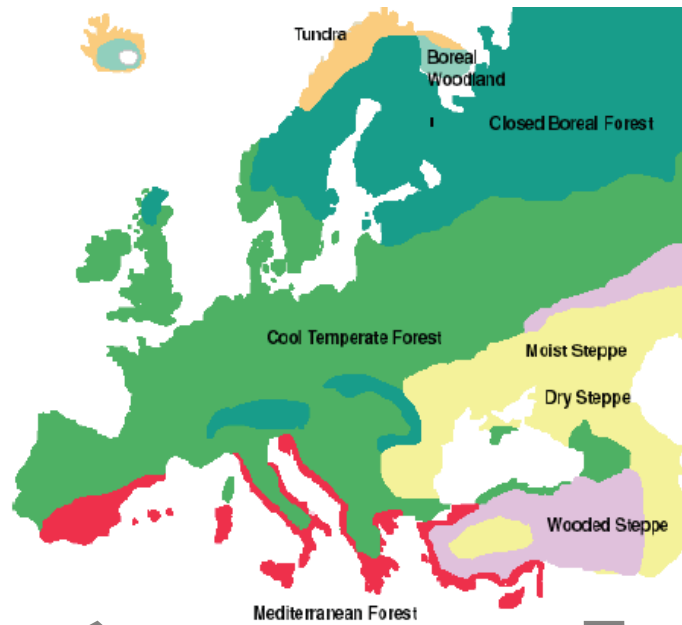 Tundra
Boreal
Woodland
Closed Boreal Forest
Cool Temperate Forest
Moist Steppe
Dry Steppe
Wooded Steppe
Mediterranean Forest